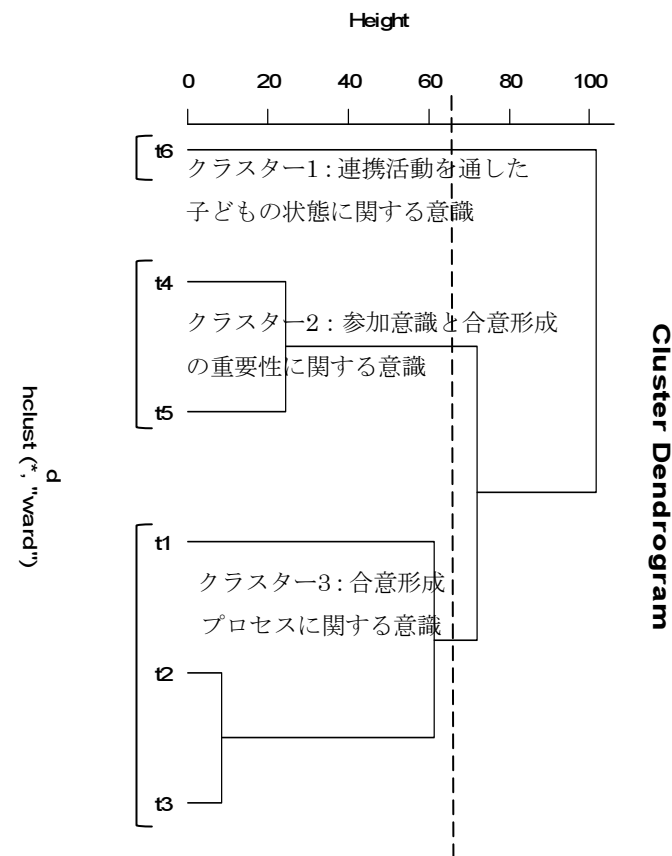 Height
0 20 40 60 80 100
t6
クラスター1：連携活動を通した
子どもの状態に関する意識
t4
クラスター2：参加意識と合意形成
の重要性に関する意識
t5
t1
クラスター3：合意形成
プロセスに関する意識
t2
t3
Cluster Dendrogram
d
hclust (*, "ward")